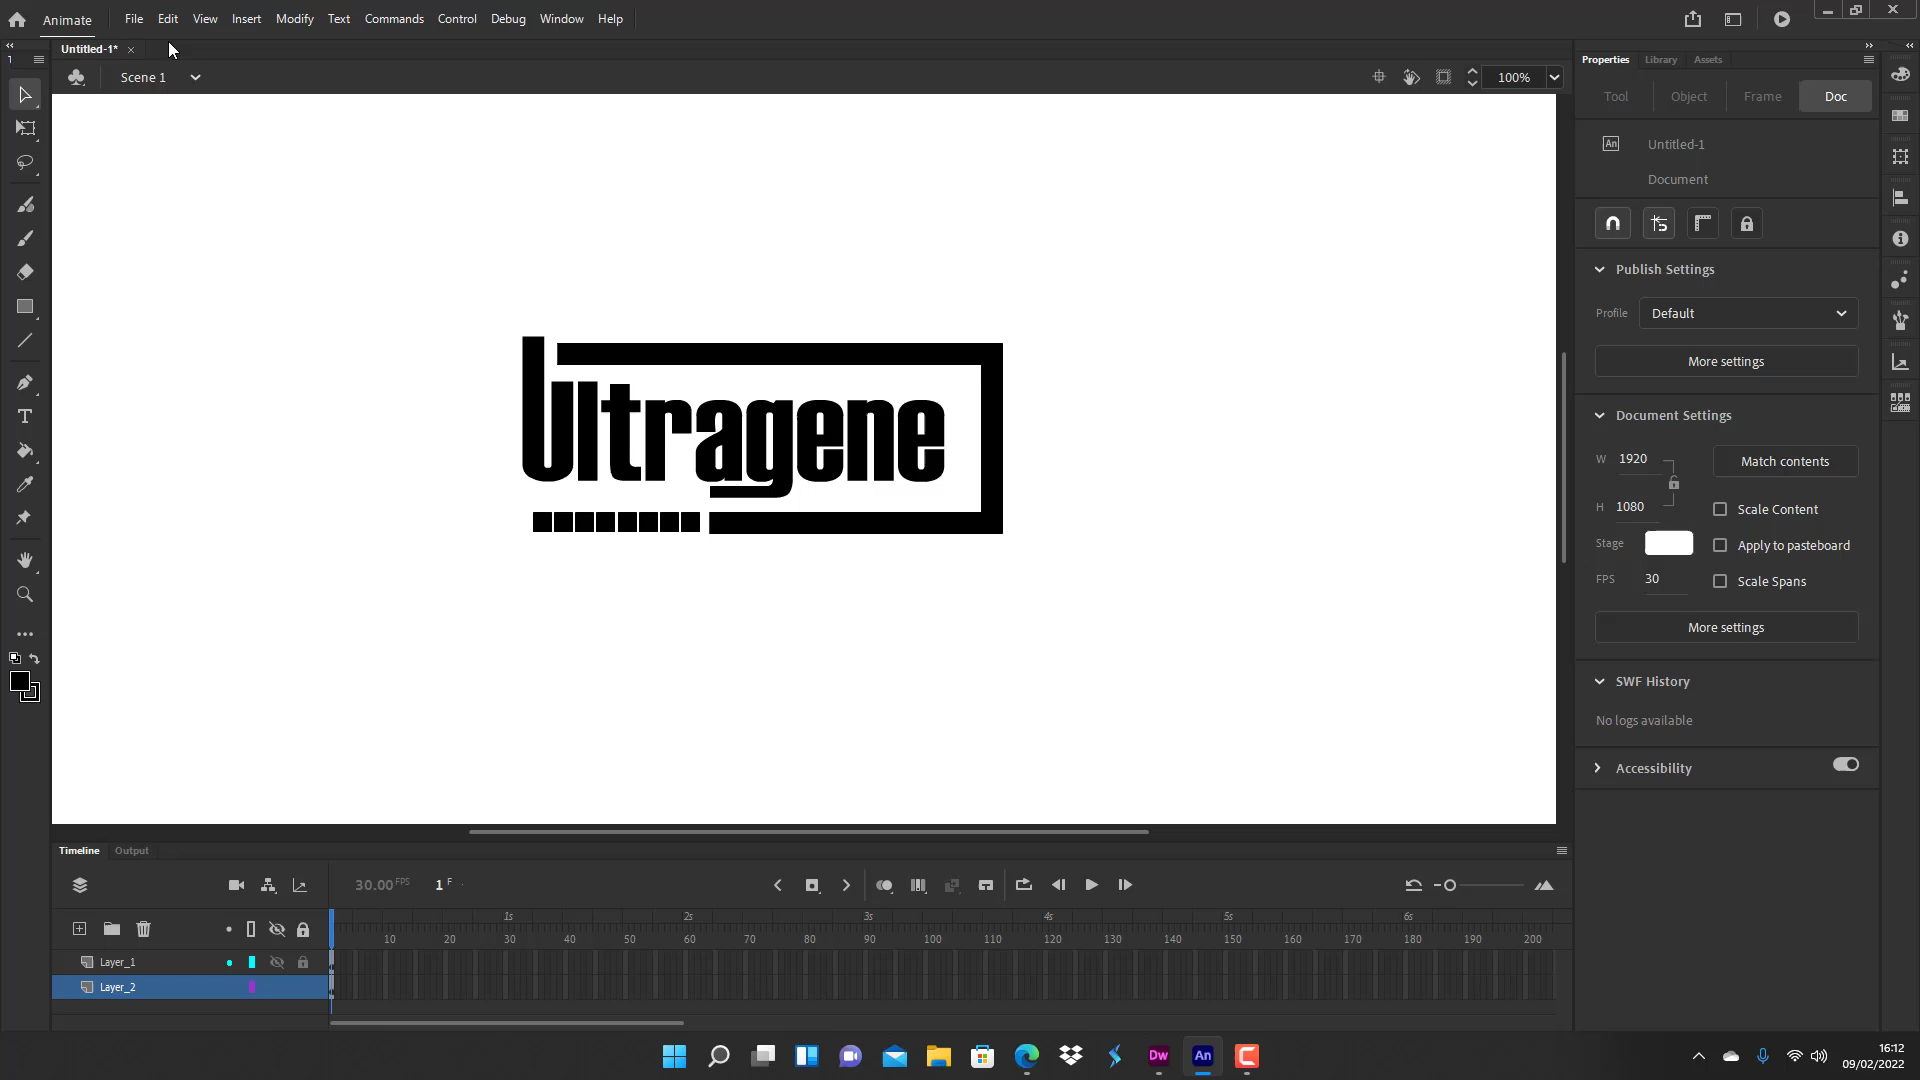 Animate File Edit View Insert Modify Text Commands Control Debug Window Help
Untitled-1*
Scene 1 100%
Ultragene
Properties Library Assets
Tool Object Frame Doc
An Untitled-1
Document
Publish Settings
Profile Default
More settings
Document Settings
W 1920 Match contents
H 1080 Scale Content
Stage Apply to pasteboard
FPS 30 Scale Spans
More settings
SWF History
No logs available
Accessibility
Timeline Output
30.00 FPS 1 F
1s 2s 3s 4s 5s 6s
10 20 30 40 50 60 70 80 90 100 110 120 130 140 150 160 170 180 190 200
Layer_1
Layer_2
Dw An
16:12
09/02/2022